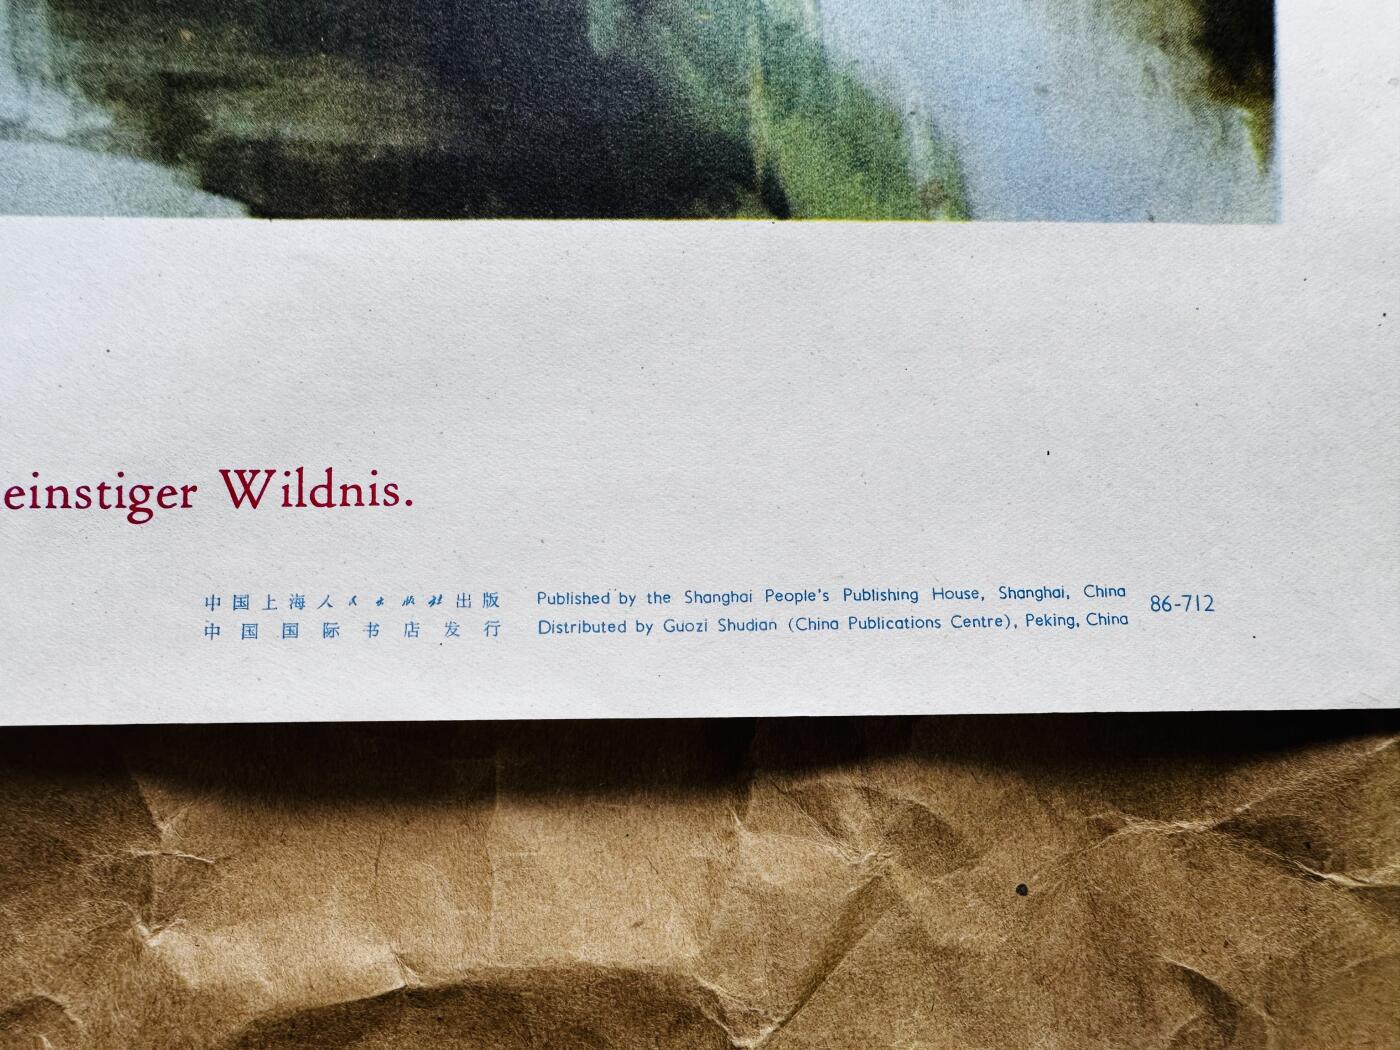 einstiger Wildnis.
中国上海人民出版社出版 Published by the Shanghai People's Publishing House, Shanghai, China 86-712
中国国际书店发行 Distributed by Guozi Shudian (China Publications Centre), Peking, China